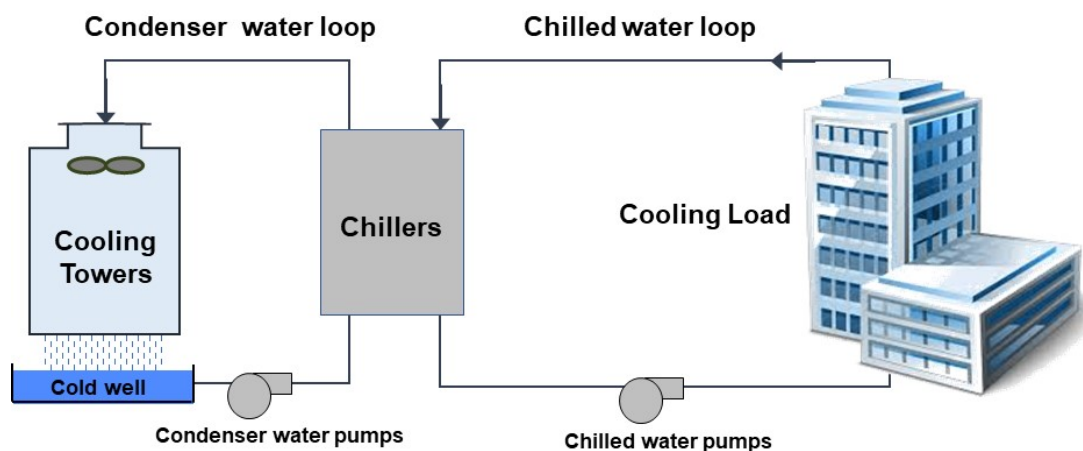 Condenser water loop
Chilled water loop
Cooling
Towers
Chillers
Cooling Load
Cold well
Condenser water pumps
Chilled water pumps